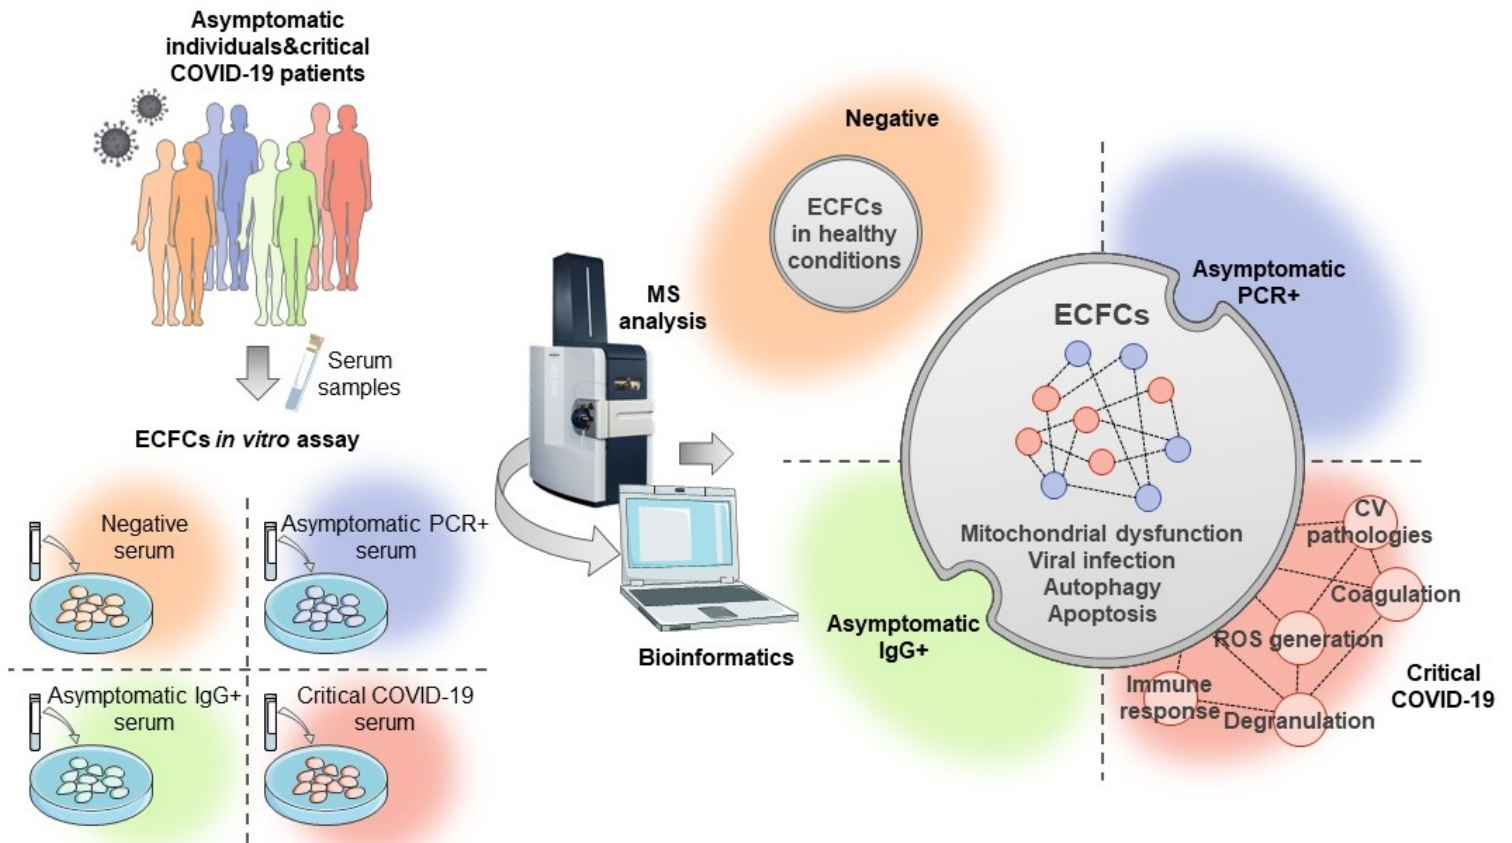 Asymptomatic
individuals&critical
COVID-19 patients
Serum
samples
ECFCs in vitro assay
Negative
serum
Asymptomatic PCR+
serum
Asymptomatic IgG+
serum
Critical COVID-19
serum
MS
analysis
Bioinformatics
Negative
ECFCs
in healthy
conditions
Asymptomatic
PCR+
ECFCs
Mitochondrial dysfunction
Viral infection
Autophagy
Apoptosis
Asymptomatic
IgG+
CV
pathologies
Coagulation
ROS generation
Immune
response
Degranulation
Critical
COVID-19